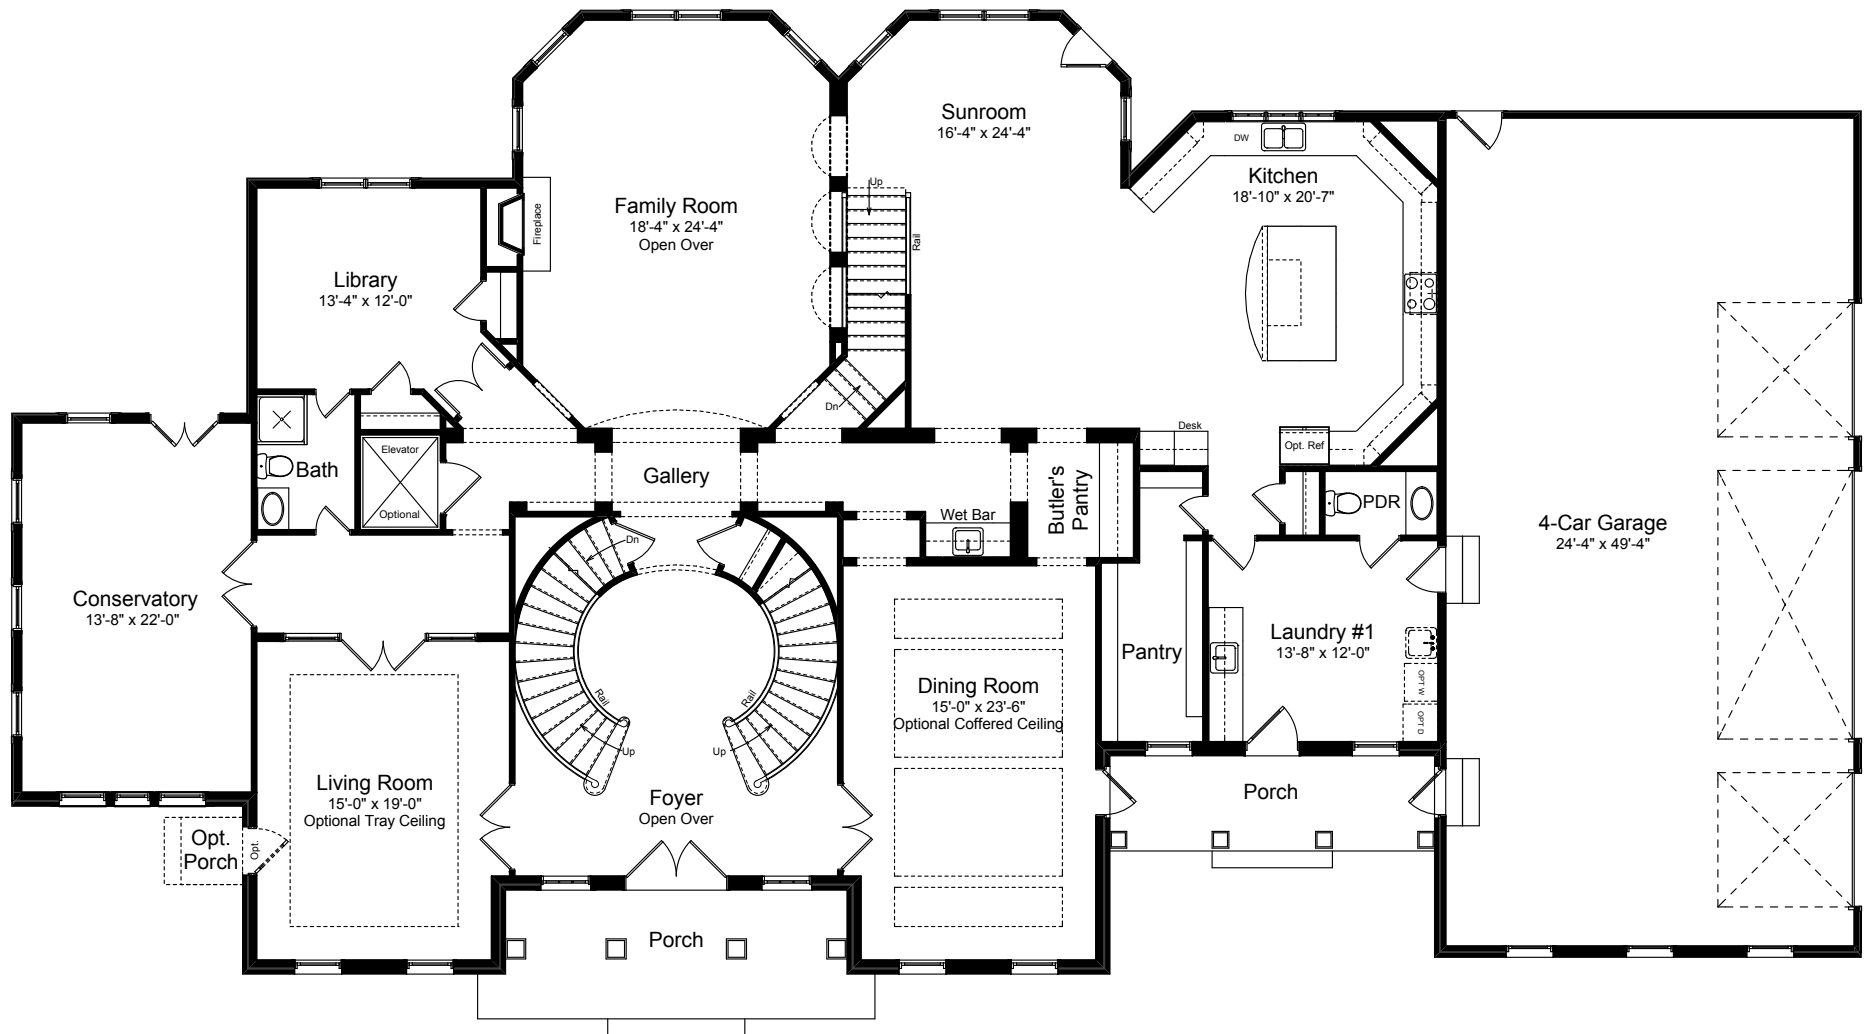 Sunroom
16'-4" x 24'-4"
DW
Kitchen
18'-10" x 20'-7"
Up
Rail
Family Room
18'-4" x 24'-4"
Open Over
Fireplace
Library
13'-4" x 12'-0"
Dn
Desk
Opt. Ref
Elevator
Optional
Bath
Gallery
Butler's
Pantry
Wet Bar
PDR
4-Car Garage
24'-4" x 49'-4"
Dn
Conservatory
13'-8" x 22'-0"
Pantry
Laundry #1
13'-8" x 12'-0"
OPT W
OPT D
Dining Room
15'-0" x 23'-6"
Optional Coffered Ceiling
Rail
Rail
Up
Up
Living Room
15'-0" x 19'-0"
Optional Tray Ceiling
Foyer
Open Over
Porch
Opt.
Porch
Opt.
Porch